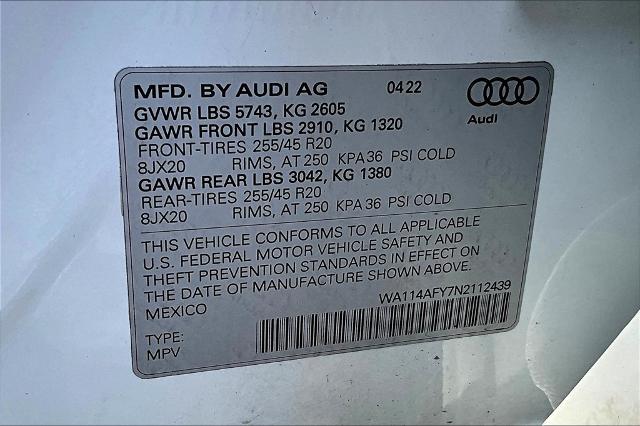 MFD. BY AUDI AG 04 22
GVWR LBS 5743, KG 2605
GAWR FRONT LBS 2910, KG 1320
FRONT-TIRES 255/45 R20
8JX20 RIMS, AT 250 KPA 36 PSI COLD
GAWR REAR LBS 3042, KG 1380
REAR-TIRES 255/45 R20
8JX20 RIMS, AT 250 KPA 36 PSI COLD
Audi
THIS VEHICLE CONFORMS TO ALL APPLICABLE
U.S. FEDERAL MOTOR VEHICLE SAFETY AND
THEFT PREVENTION STANDARDS IN EFFECT ON
THE DATE OF MANUFACTURE SHOWN ABOVE.
MEXICO
WA114AFY7N2112439
TYPE:
MPV